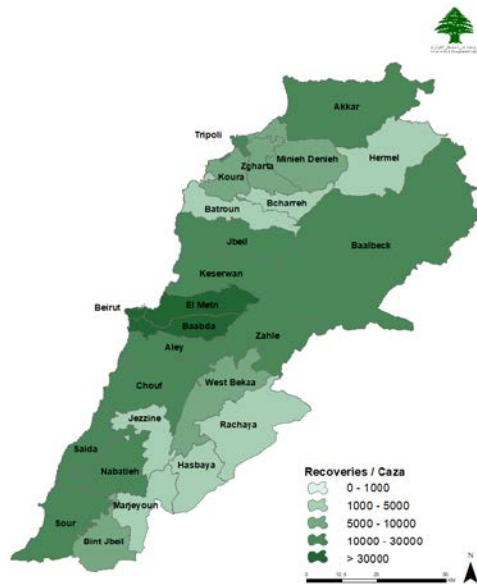 Akkar
Tripoli
Zgharta
Minieh Denieh
Hermel
Koura
Bcharreh
Batroun
Jbeil
Baalbeck
Keserwan
Beirut
El Metn
Baabda
Zahle
Aley
Chouf
West Bekaa
Jezzine
Rachaya
Saida
Nabatieh
Hasbaya
Marjeyoun
Sour
Bint Jbeil
Recoveries / Caza
0 - 1000
1000 - 5000
5000 - 10000
10000 - 30000
> 30000
N